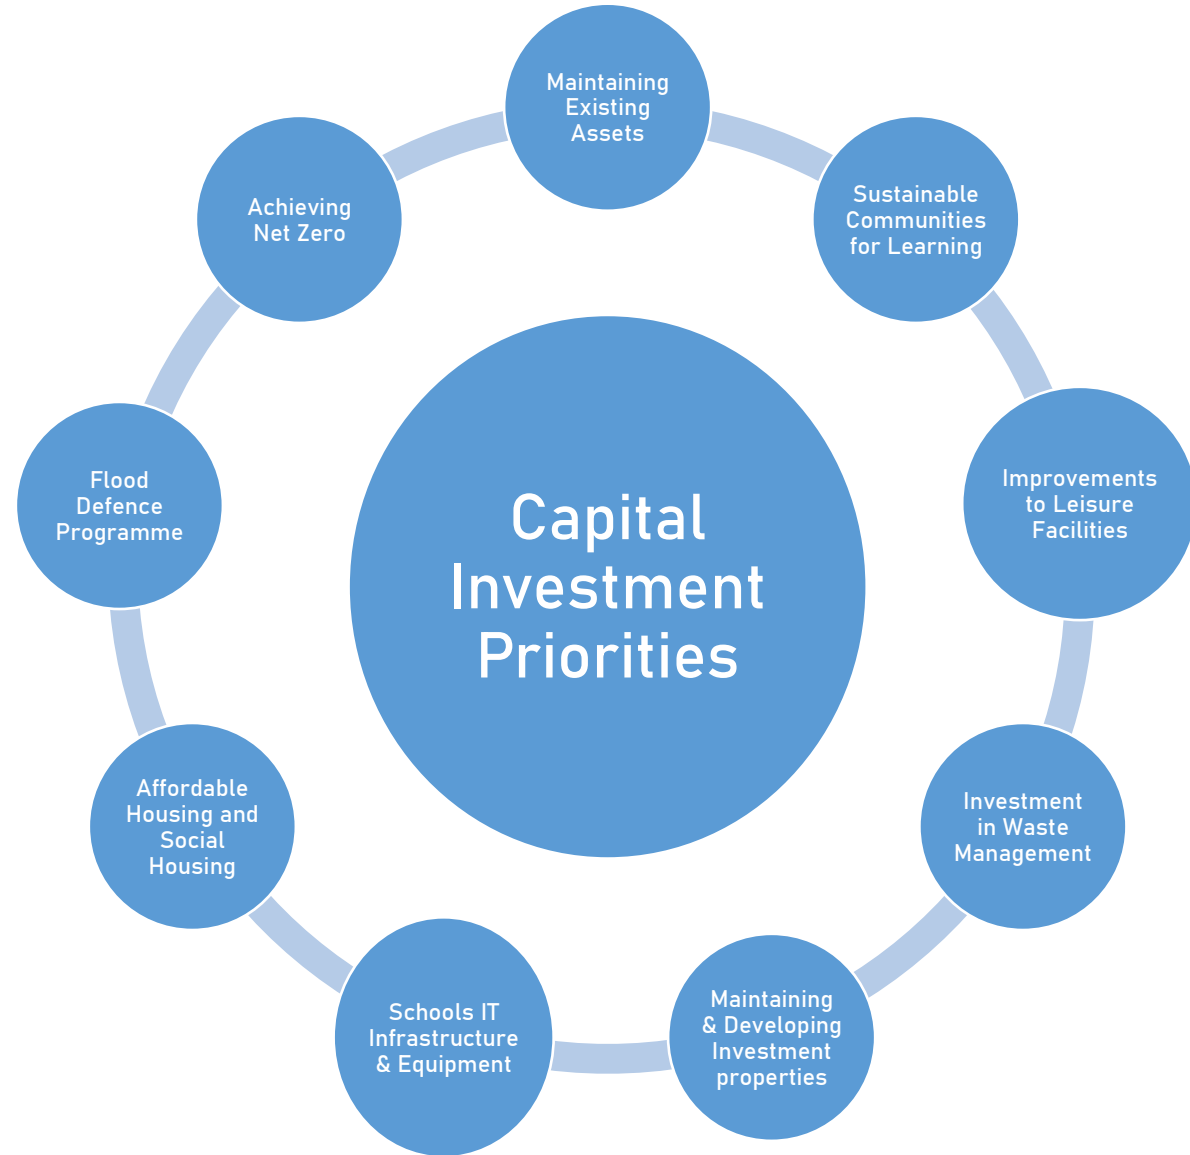 Maintaining
Existing
Assets
Sustainable
Communities
for Learning
Improvements
to Leisure
Facilities
Investment
in Waste
Management
Maintaining
& Developing
Investment
properties
Schools IT
Infrastructure
& Equipment
Affordable
Housing and
Social
Housing
Flood
Defence
Programme
Achieving
Net Zero
Capital
Investment
Priorities